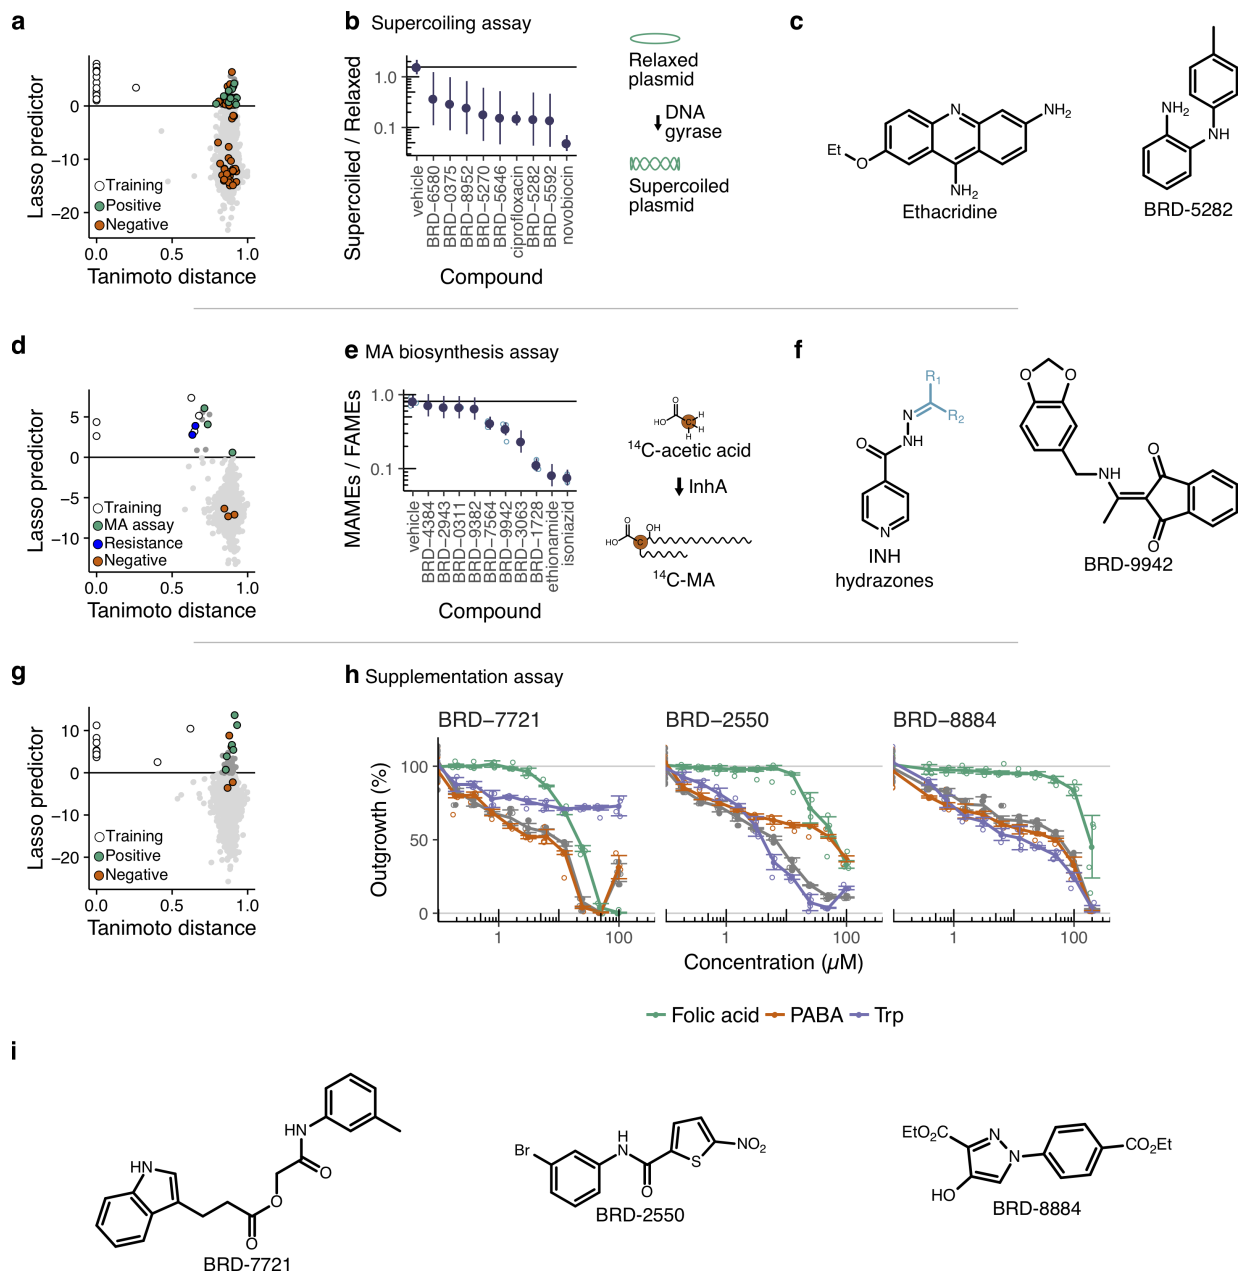 a
Lasso predictor
0
−10
−20
Training
Positive
Negative
0.0
0.5
1.0
Tanimoto distance
b Supercoiling assay
Supercoiled / Relaxed
1.0
0.1
vehicle
BRD−6580
BRD−0375
BRD−8952
BRD−5270
BRD−5646
ciprofloxacin
BRD−5282
BRD−5592
novobiocin
Compound
Relaxed
plasmid
DNA
gyrase
Supercoiled
plasmid
c
N
NH2
Et
O
NH2
Ethacridine
NH2
NH
BRD-5282
d
Lasso predictor
5
0
−5
−10
Training
MA assay
Resistance
Negative
0.0
0.5
1.0
Tanimoto distance
e MA biosynthesis assay
MAMEs / FAMEs
1.0
0.1
vehicle
BRD−4384
BRD−2943
BRD−0311
BRD−9382
BRD−7564
BRD−9942
BRD−3063
BRD−1728
ethionamide
isoniazid
Compound
O
HO
C
H
H
H
14C-acetic acid
InhA
O
OH
HO
C
14C-MA
f
R1
R2
N
NH
O
N
INH
hydrazones
O
O
NH
O
O
BRD-9942
g
Lasso predictor
10
0
−10
−20
Training
Positive
Negative
0.0
0.5
1.0
Tanimoto distance
h Supplementation assay
BRD−7721
BRD−2550
BRD−8884
Outgrowth (%)
100
50
0
1
100
1
100
1
100
Concentration (µM)
Folic acid
PABA
Trp
i
HN
HN
O
O
O
BRD-7721
Br
H
N
O
S
NO2
BRD-2550
EtO2C
N
N
HO
CO2Et
BRD-8884